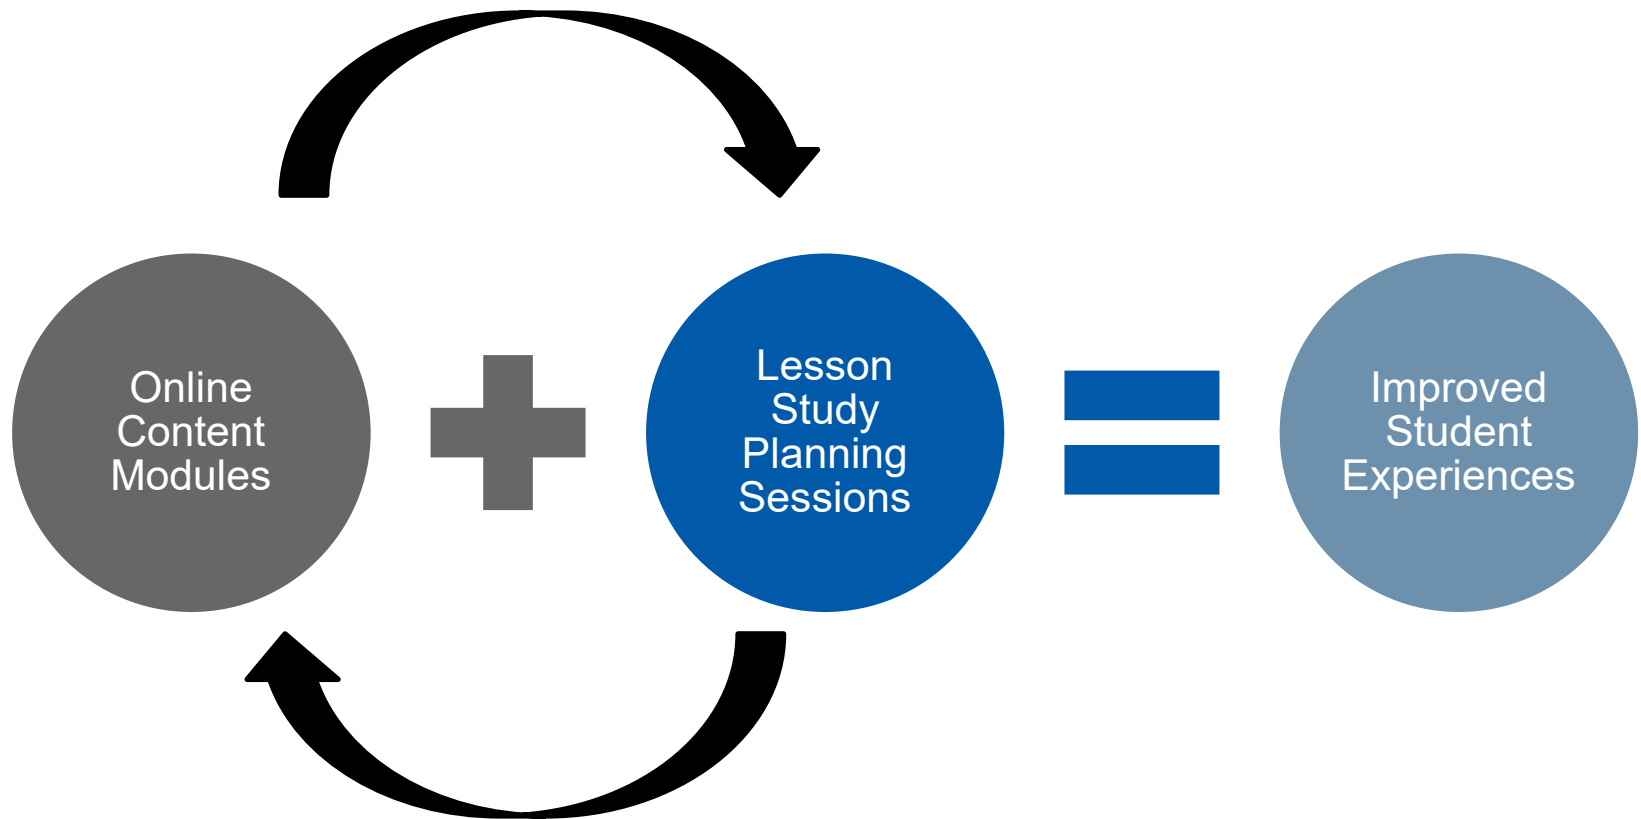 Online
Content
Modules
Lesson
Study
Planning
Sessions
Improved
Student
Experiences